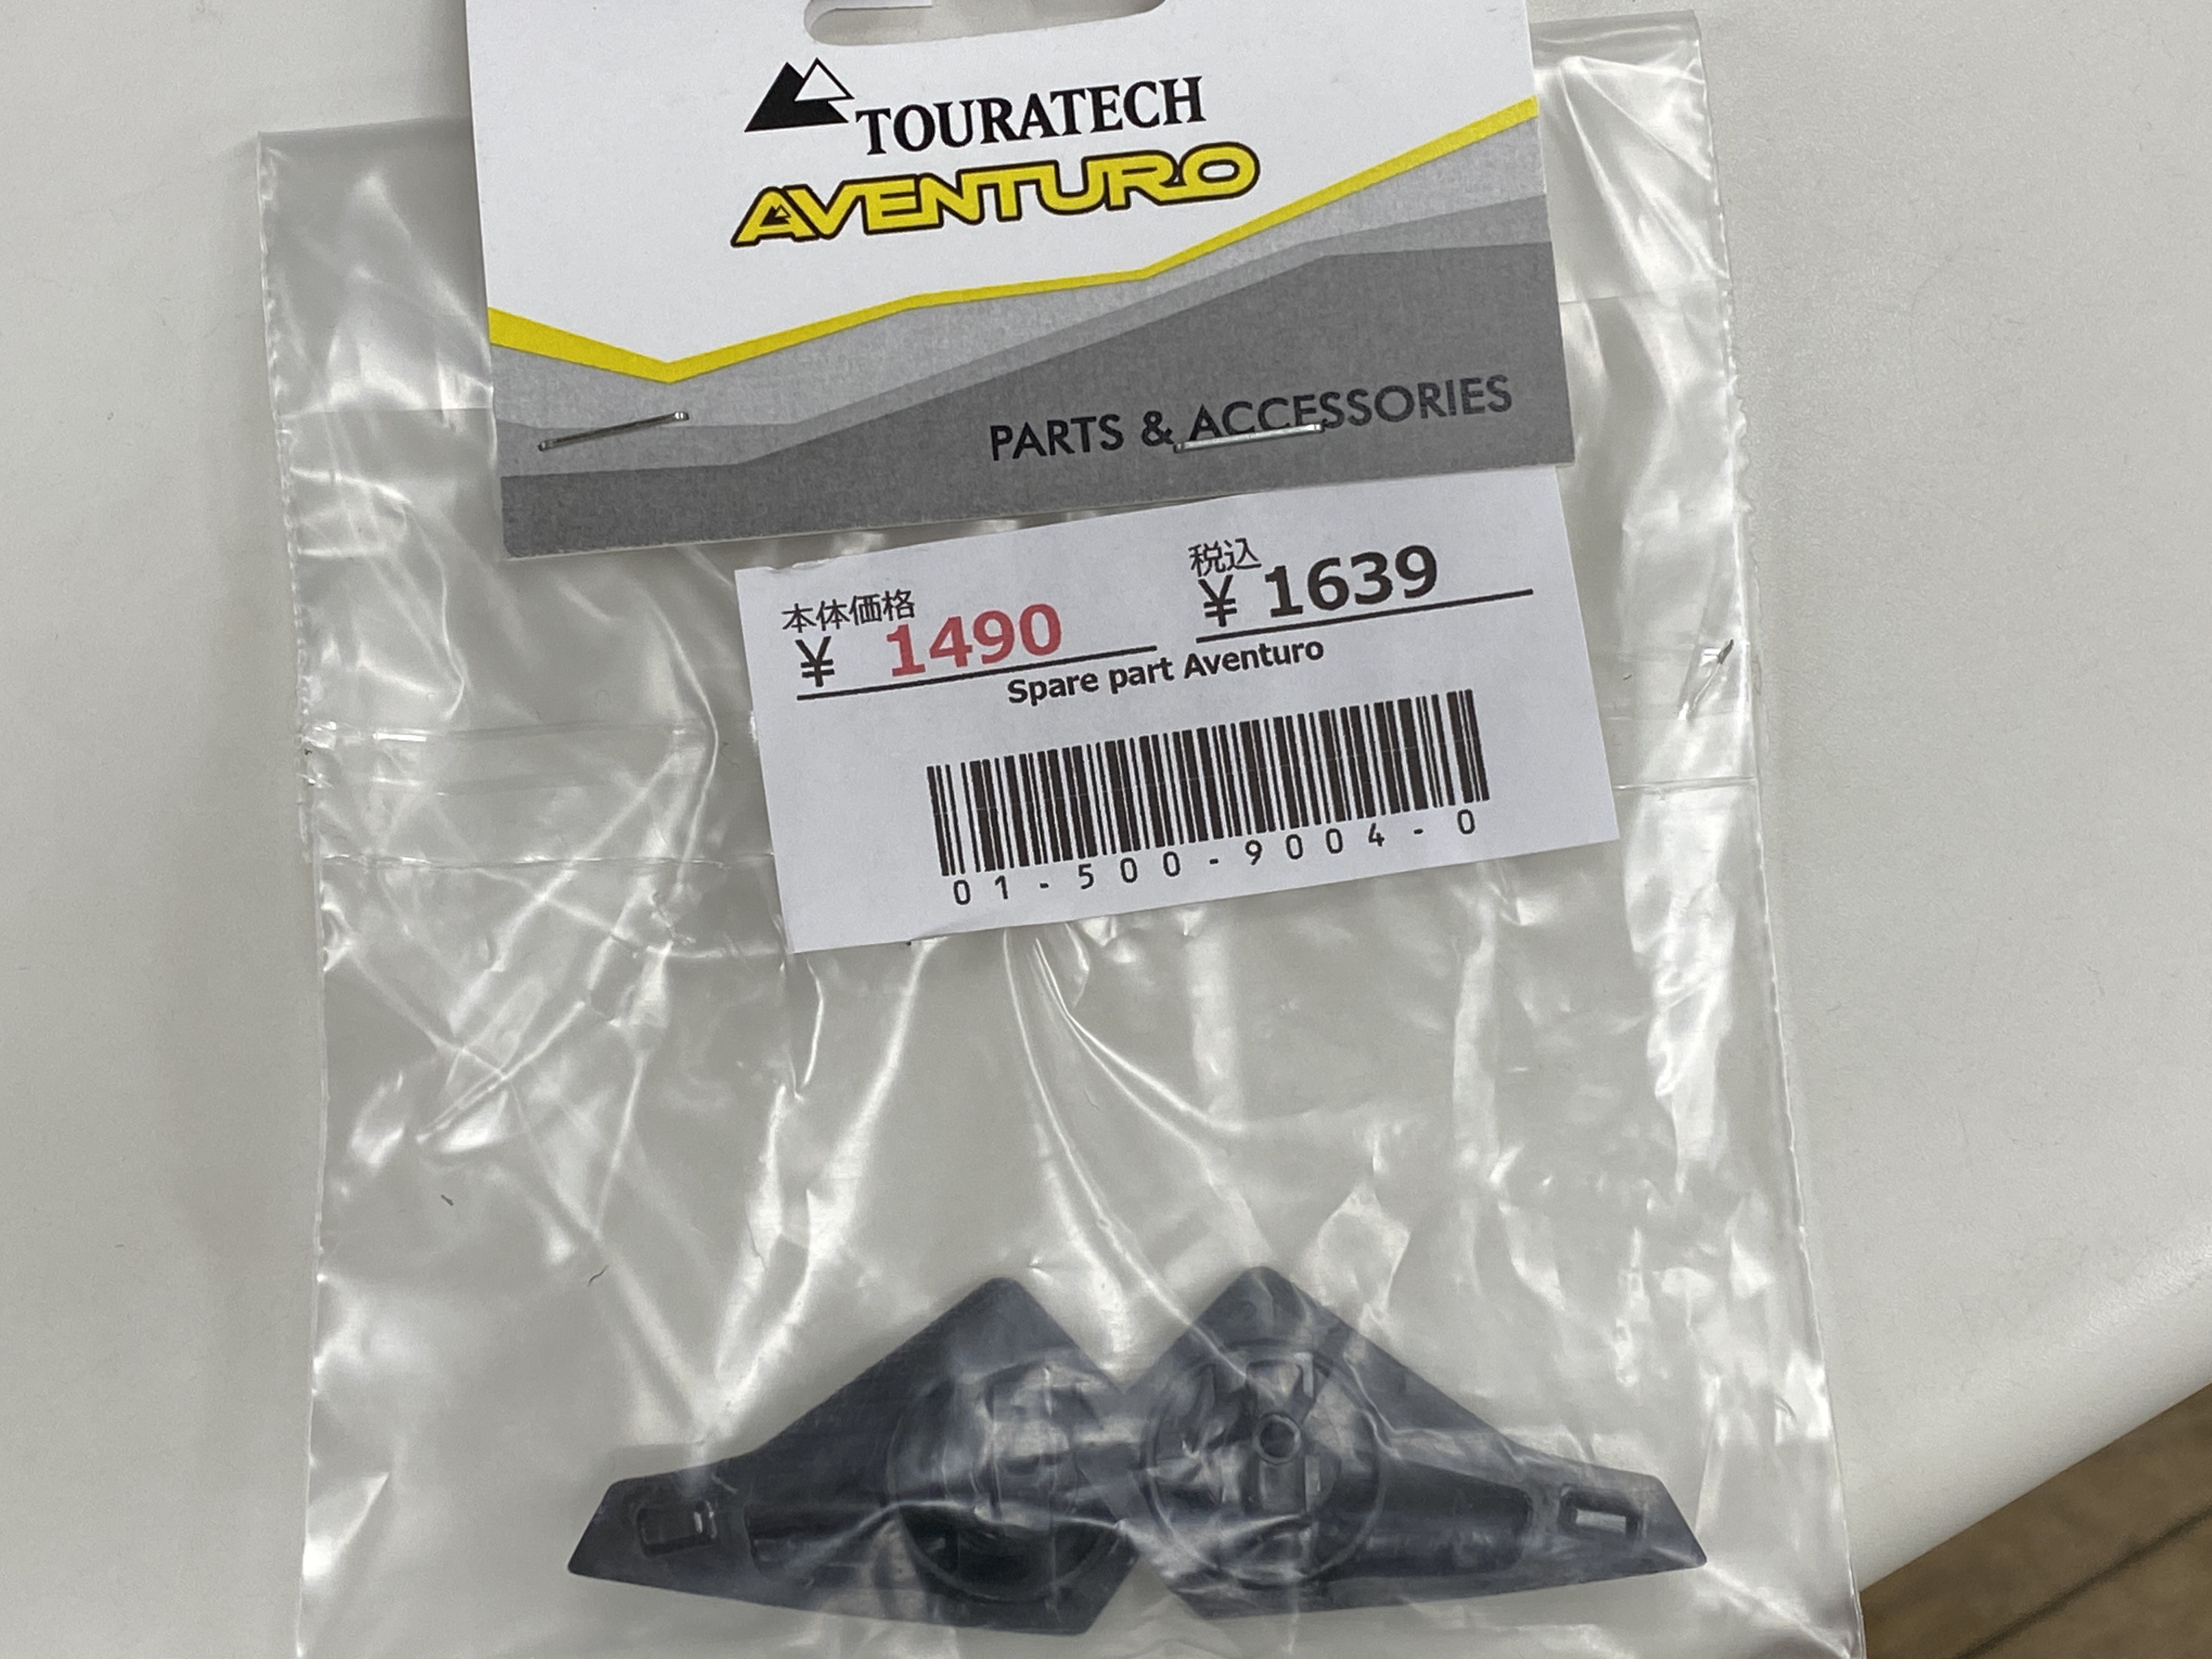 TOURATECH
AVENTURO
PARTS & ACCESSORIES
本体価格 税込
¥ 1490 ¥ 1639
Spare part Aventuro
01-500-9004-0